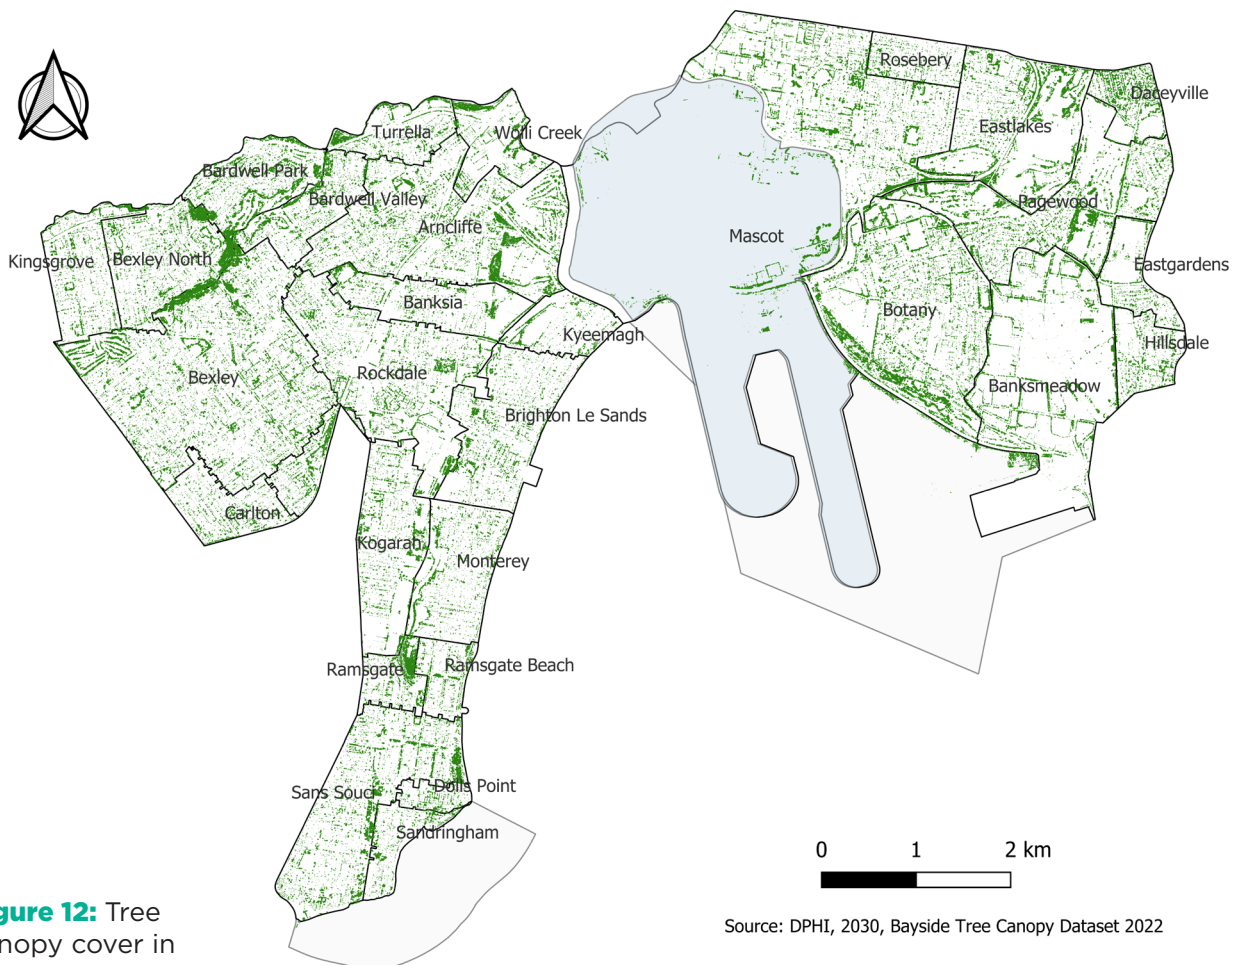 Rosebery
Daceyville
Eastlakes
Turrella
Wolli Creek
Bardwell Park
Bardwell Valley
Pagewood
Arncliffe
Mascot
Kingsgrove
Bexley North
Eastgardens
Banksia
Botany
Kyeemagh
Hillsdale
Rockdale
Bexley
Banksmeadow
Brighton Le Sands
Carlton
Kogarah
Monterey
Ramsgate
Ramsgate Beach
Sans Souci
Dolls Point
Sandringham
0 1 2 km
gure 12: Tree
nopy cover in
Source: DPHI, 2030, Bayside Tree Canopy Dataset 2022